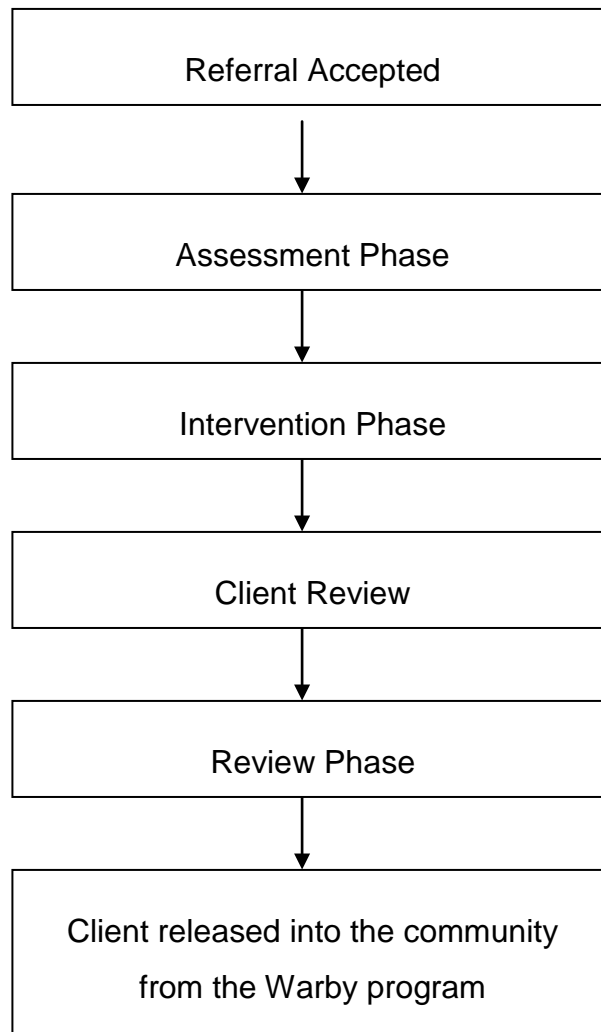 Referral Accepted
Assessment Phase
Intervention Phase
Client Review
Review Phase
Client released into the community
from the Warby program